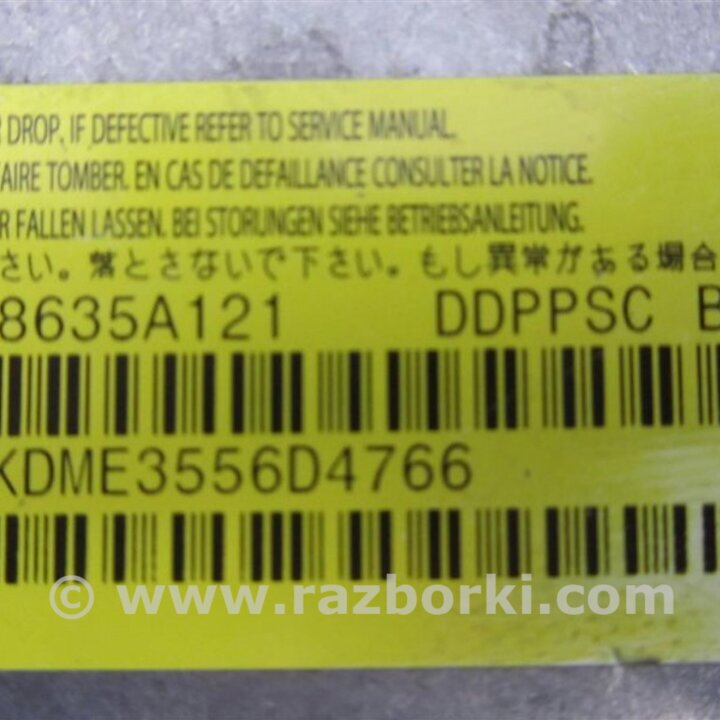 R DROP. IF DEFECTIVE REFER TO SERVICE MANUAL.
FAIRE TOMBER. EN CAS DE DEFAILLANCE CONSULTER LA NOTICE.
R FALLEN LASSEN. BEI STORUNGEN SIEHE BETRIEBSANLEITUNG.
さい。落とさないで下さい。もし異常がある場合
8635A121 DDPPSC B
KDME3556D4766
© www.razborki.com